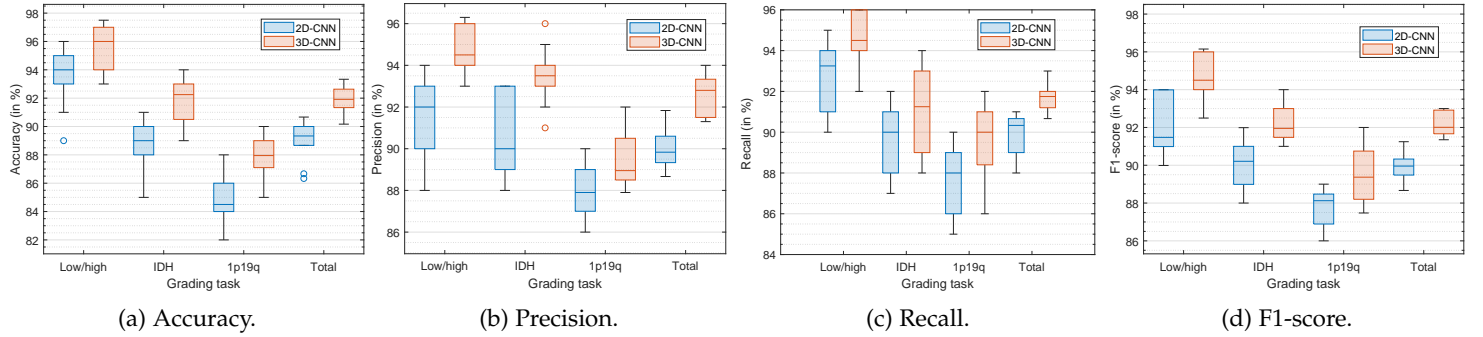 Accuracy (in %)
98
96
94
92
90
88
86
84
82
2D-CNN
3D-CNN
Low/high IDH 1p19q Total
Grading task
(a) Accuracy.
Precision (in %)
96
94
92
90
88
86
2D-CNN
3D-CNN
Low/high IDH 1p19q Total
Grading task
(b) Precision.
Recall (in %)
96
94
92
90
88
86
84
2D-CNN
3D-CNN
Low/high IDH 1p19q Total
Grading task
(c) Recall.
F1-score (in %)
98
96
94
92
90
88
86
2D-CNN
3D-CNN
Low/high IDH 1p19q Total
Grading task
(d) F1-score.